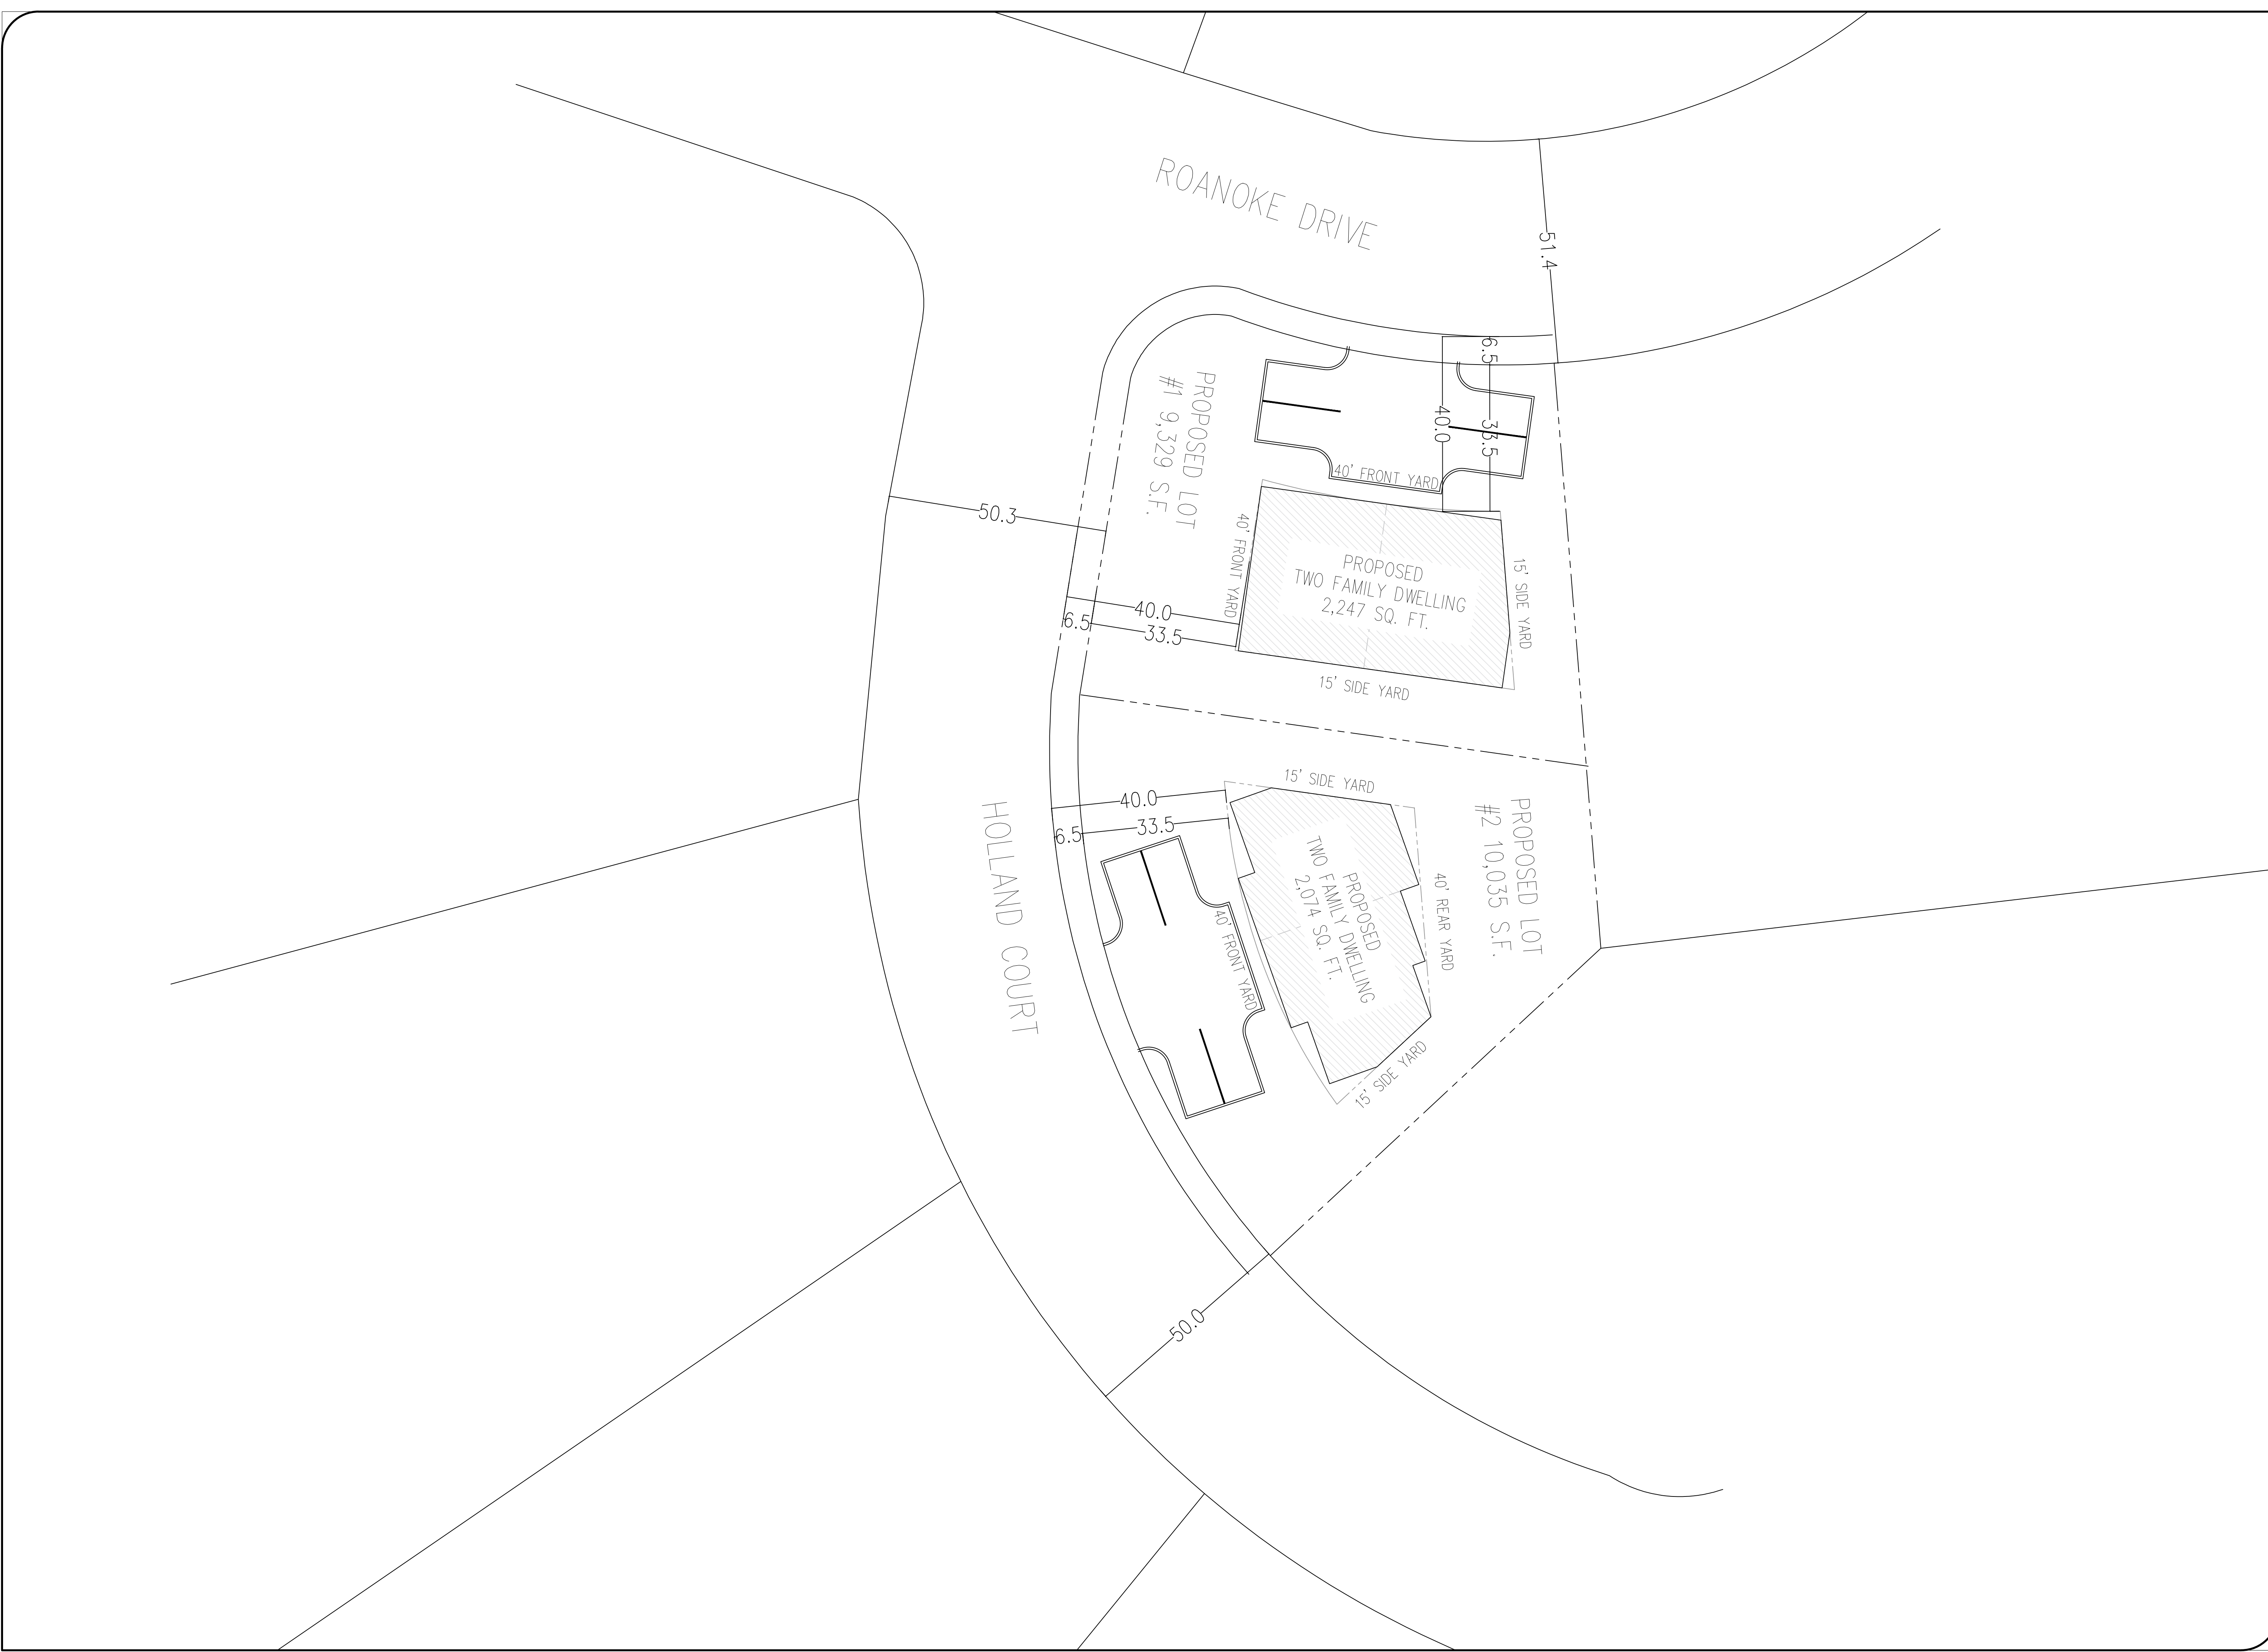 ROANOKE DRIVE
51.4
6.5
33.5
40.0
PROPOSED LOT
#1 9,329 S.F.
40' FRONT YARD
50.3
40' FRONT YARD
PROPOSED
TWO FAMILY DWELLING
2,247 SQ. FT.
15' SIDE YARD
40.0
6.5
33.5
15' SIDE YARD
15' SIDE YARD
40.0
6.5
33.5
PROPOSED LOT
#2 10,035 S.F.
HOLLAND COURT
PROPOSED
TWO FAMILY DWELLING
2,074 SQ. FT.
40' REAR YARD
40' FRONT YARD
15' SIDE YARD
50.0